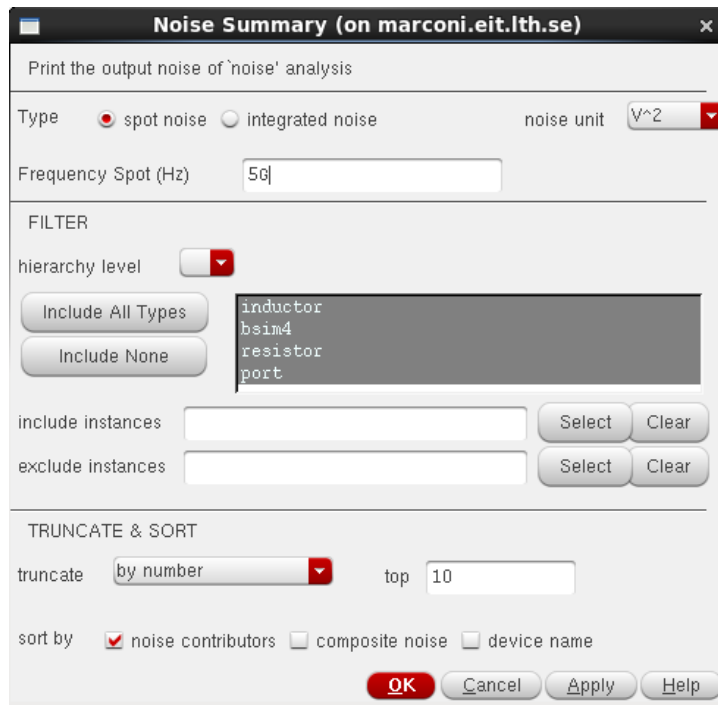 Noise Summary (on marconi.eit.lth.se) ×
Print the output noise of `noise' analysis
Type spot noise integrated noise noise unit V^2
Frequency Spot (Hz) 5G
FILTER
hierarchy level
Include All Types
Include None
inductor
bsim4
resistor
port
include instances Select Clear
exclude instances Select Clear
TRUNCATE & SORT
truncate by number top 10
sort by noise contributors composite noise device name
OK Cancel Apply Help